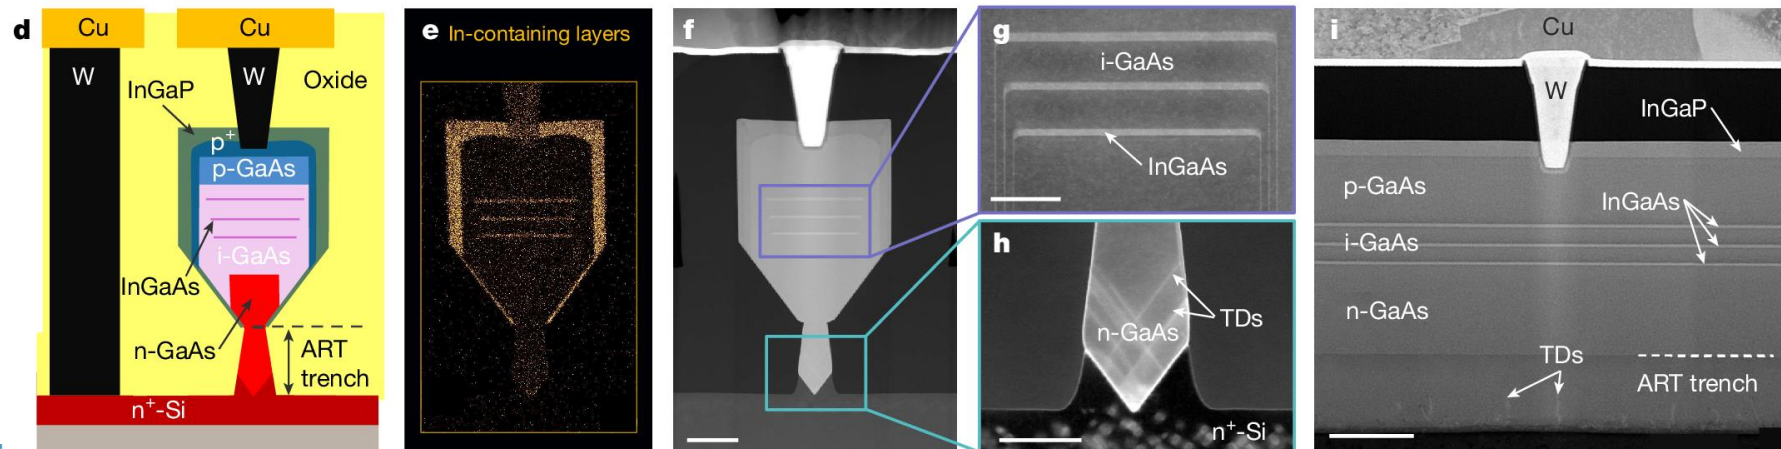 d
Cu
Cu
W
W
Oxide
InGaP
p+
p-GaAs
i-GaAs
InGaAs
n-GaAs
ART
trench
n+-Si
e In-containing layers
f
g
i-GaAs
InGaAs
h
TDs
n-GaAs
n+-Si
i
Cu
W
InGaP
p-GaAs
InGaAs
i-GaAs
n-GaAs
TDs
ART trench